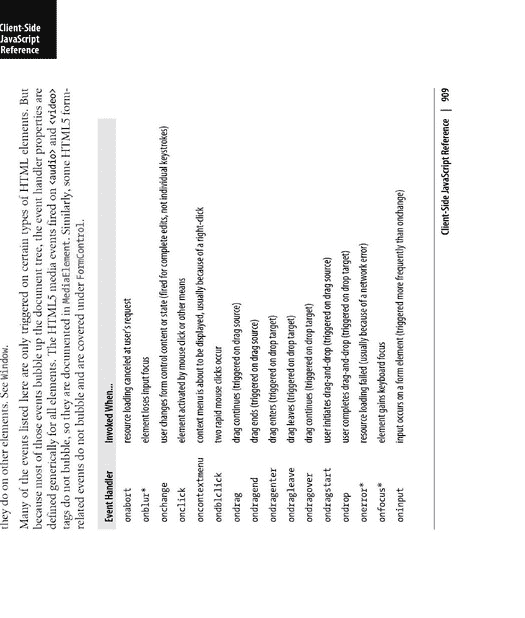 they do on other elements. See Window.
Many of the events listed here are only triggered on certain types of HTML elements. But
because most of those events bubble up the document tree, the event handler properties are
defined generically for all elements. The HTML5 media events fired on <audio> and <video>
tags do not bubble, so they are documented in MediaElement. Similarly, some HTML5 form-
related events do not bubble and are covered under FormControl.
Event Handler Invoked When...
onabort resource loading canceled at user's request
onblur* element loses input focus
onchange user changes form control content or state (fired for complete edits, not individual keystrokes)
onclick element activated by mouse click or other means
oncontextmenu content menu is about to be displayed, usually because of a right-click
ondblclick two rapid mouse clicks occur
ondrag drag continues (triggered on drag source)
ondragend drag ends (triggered on drag source)
ondragenter drag enters (triggered on drop target)
ondragleave drag leaves (triggered on drop target)
ondragover drag continues (triggered on drop target)
ondragstart user initiates drag-and-drop (triggered on drag source)
ondrop user completes drag-and-drop (triggered on drop target)
onerror* resource loading failed (usually because of a network error)
onfocus* element gains keyboard focus
oninput input occurs on a form element (triggered more frequently than onchange)
Client-Side JavaScript Reference | 909
Client-Side
JavaScript
Reference